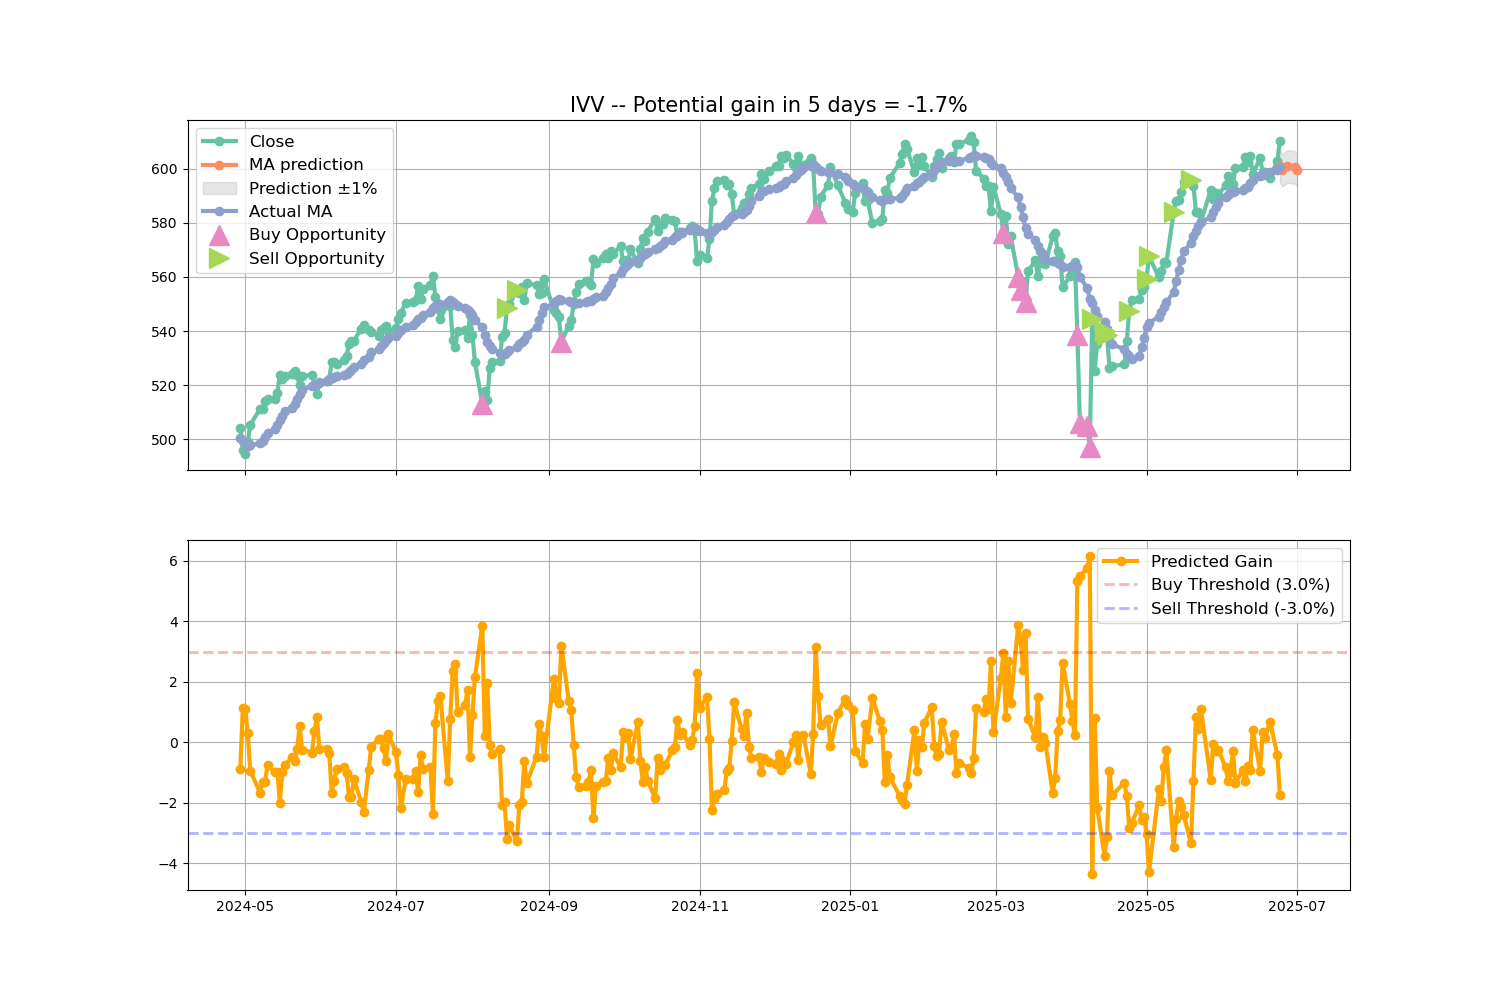 IVV -- Potential gain in 5 days = -1.7%
Close
MA prediction
Prediction ±1%
Actual MA
Buy Opportunity
Sell Opportunity
600
580
560
540
520
500
Predicted Gain
Buy Threshold (3.0%)
Sell Threshold (-3.0%)
6
4
2
0
−2
−4
2024-05
2024-07
2024-09
2024-11
2025-01
2025-03
2025-05
2025-07